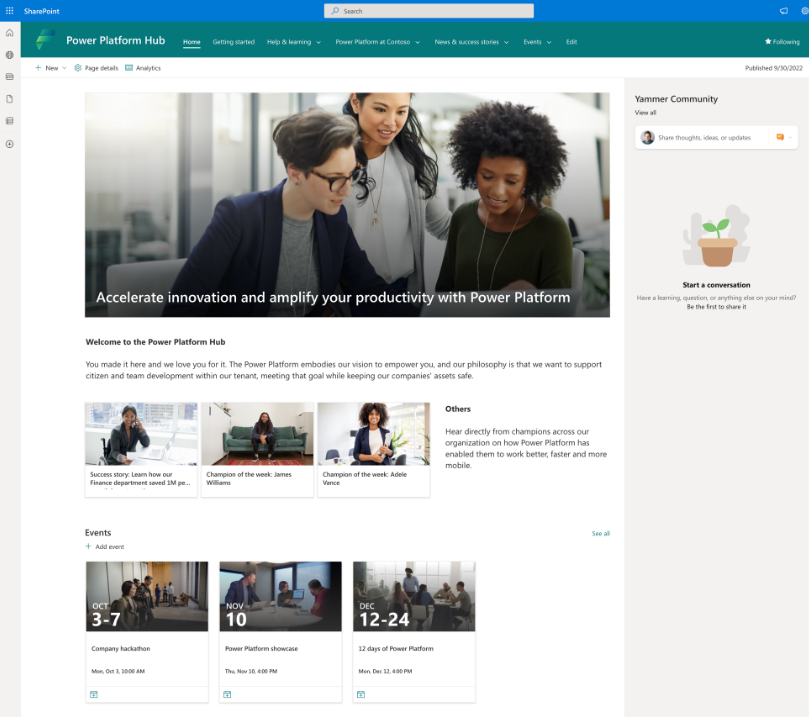 SharePoint
Search
Power Platform Hub
Home
Getting started
Help & learning
Power Platform at Contoso
News & success stories
Events
Edit
Following
New
Page details
Analytics
Published 9/30/2022
Accelerate innovation and amplify your productivity with Power Platform
Welcome to the Power Platform Hub
You made it here and we love you for it. The Power Platform embodies our vision to empower you, and our philosophy is that we want to support
citizen and team development within our tenant, meeting that goal while keeping our companies' assets safe.
Success story: Learn how our
Finance department saved 1M pe...
Champion of the week: James
Williams
Champion of the week: Adele
Vance
Others
Hear directly from champions across our
organization on how Power Platform has
enabled them to work better, faster and more
mobile.
Events
See all
Add event
OCT
3-7
Company hackathon
Mon, Oct 3, 10:00 AM
NOV
10
Power Platform showcase
Thu, Nov 10, 4:00 PM
DEC
12-24
12 days of Power Platform
Mon, Dec 12, 4:00 PM
Yammer Community
View all
Share thoughts, ideas, or updates
Start a conversation
Have a learning, question, or anything else on your mind?
Be the first to share it